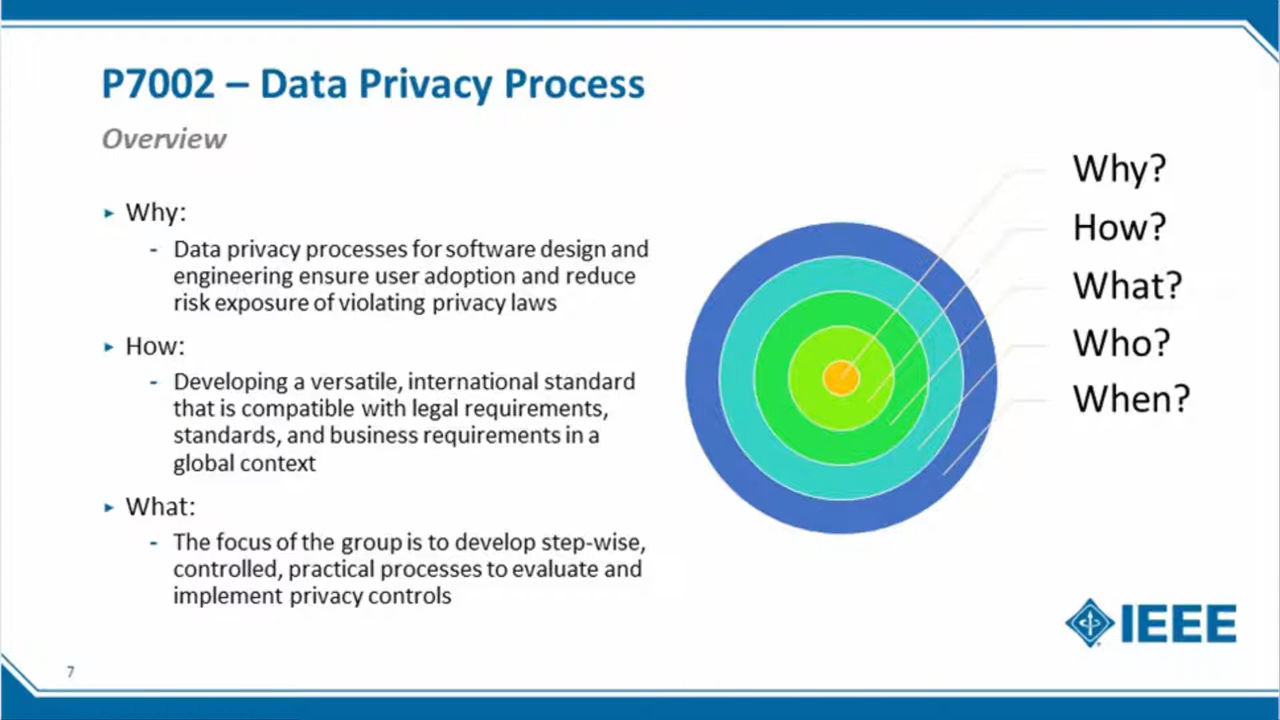 P7002 – Data Privacy Process
Overview
▸ Why:
- Data privacy processes for software design and
engineering ensure user adoption and reduce
risk exposure of violating privacy laws
▸ How:
- Developing a versatile, international standard
that is compatible with legal requirements,
standards, and business requirements in a
global context
▸ What:
- The focus of the group is to develop step-wise,
controlled, practical processes to evaluate and
implement privacy controls
Why?
How?
What?
Who?
When?
IEEE
7